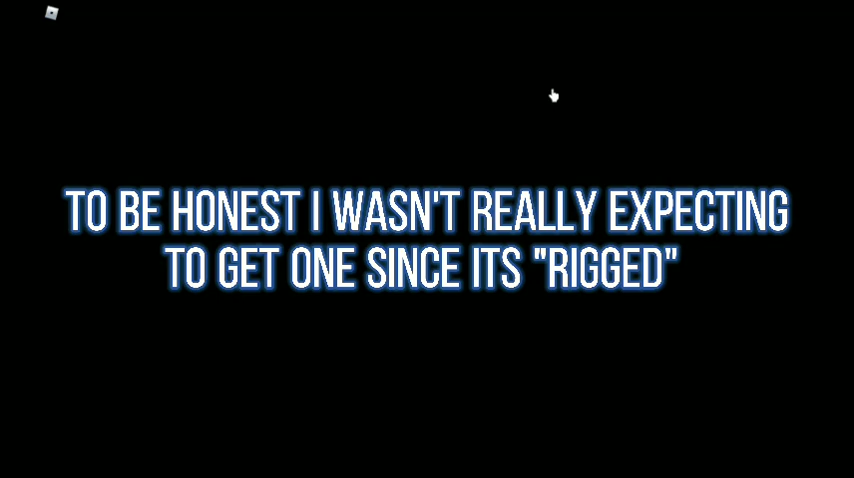 TO BE HONEST I WASN'T REALLY EXPECTING
TO GET ONE SINCE ITS "RIGGED"